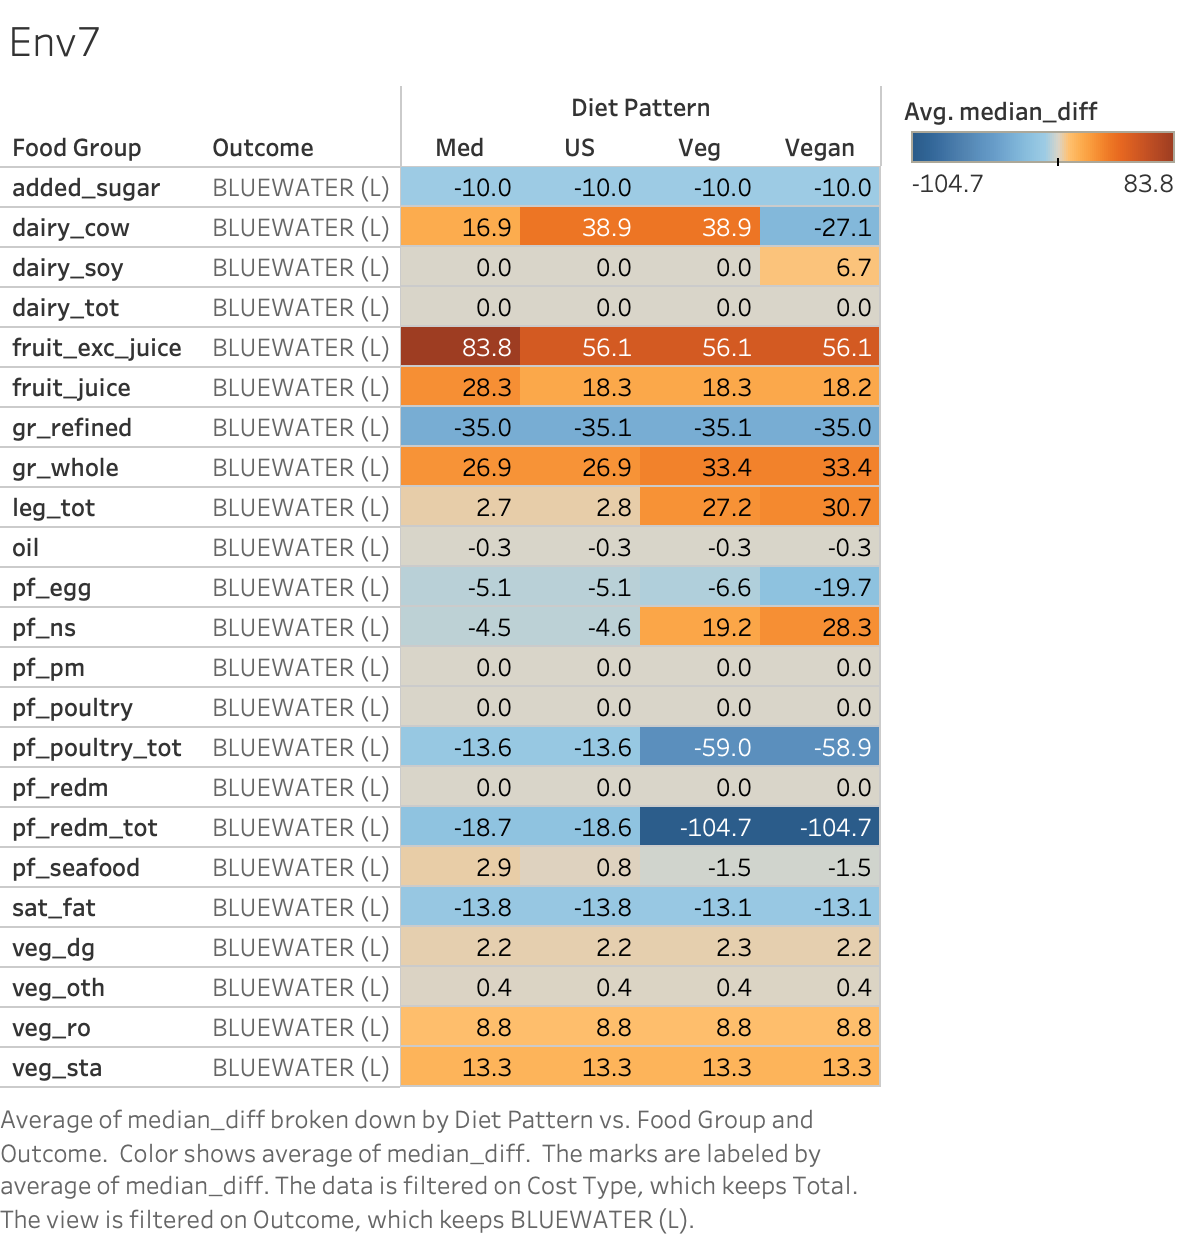 Env7
Diet Pattern
Food Group Outcome Med US Veg Vegan
added_sugar BLUEWATER (L) -10.0 -10.0 -10.0 -10.0
dairy_cow BLUEWATER (L) 16.9 38.9 38.9 -27.1
dairy_soy BLUEWATER (L) 0.0 0.0 0.0 6.7
dairy_tot BLUEWATER (L) 0.0 0.0 0.0 0.0
fruit_exc_juice BLUEWATER (L) 83.8 56.1 56.1 56.1
fruit_juice BLUEWATER (L) 28.3 18.3 18.3 18.2
gr_refined BLUEWATER (L) -35.0 -35.1 -35.1 -35.0
gr_whole BLUEWATER (L) 26.9 26.9 33.4 33.4
leg_tot BLUEWATER (L) 2.7 2.8 27.2 30.7
oil BLUEWATER (L) -0.3 -0.3 -0.3 -0.3
pf_egg BLUEWATER (L) -5.1 -5.1 -6.6 -19.7
pf_ns BLUEWATER (L) -4.5 -4.6 19.2 28.3
pf_pm BLUEWATER (L) 0.0 0.0 0.0 0.0
pf_poultry BLUEWATER (L) 0.0 0.0 0.0 0.0
pf_poultry_tot BLUEWATER (L) -13.6 -13.6 -59.0 -58.9
pf_redm BLUEWATER (L) 0.0 0.0 0.0 0.0
pf_redm_tot BLUEWATER (L) -18.7 -18.6 -104.7 -104.7
pf_seafood BLUEWATER (L) 2.9 0.8 -1.5 -1.5
sat_fat BLUEWATER (L) -13.8 -13.8 -13.1 -13.1
veg_dg BLUEWATER (L) 2.2 2.2 2.3 2.2
veg_oth BLUEWATER (L) 0.4 0.4 0.4 0.4
veg_ro BLUEWATER (L) 8.8 8.8 8.8 8.8
veg_sta BLUEWATER (L) 13.3 13.3 13.3 13.3
Avg. median_diff
-104.7 83.8
Average of median_diff broken down by Diet Pattern vs. Food Group and
Outcome. Color shows average of median_diff. The marks are labeled by
average of median_diff. The data is filtered on Cost Type, which keeps Total.
The view is filtered on Outcome, which keeps BLUEWATER (L).